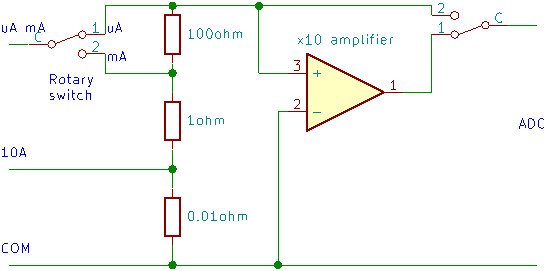 uA mA
C
1
uA
2
mA
Rotary
switch
100ohm
x10 amplifier
3
+
2
−
1
2
1
C
1ohm
ADC
10A
0.01ohm
COM